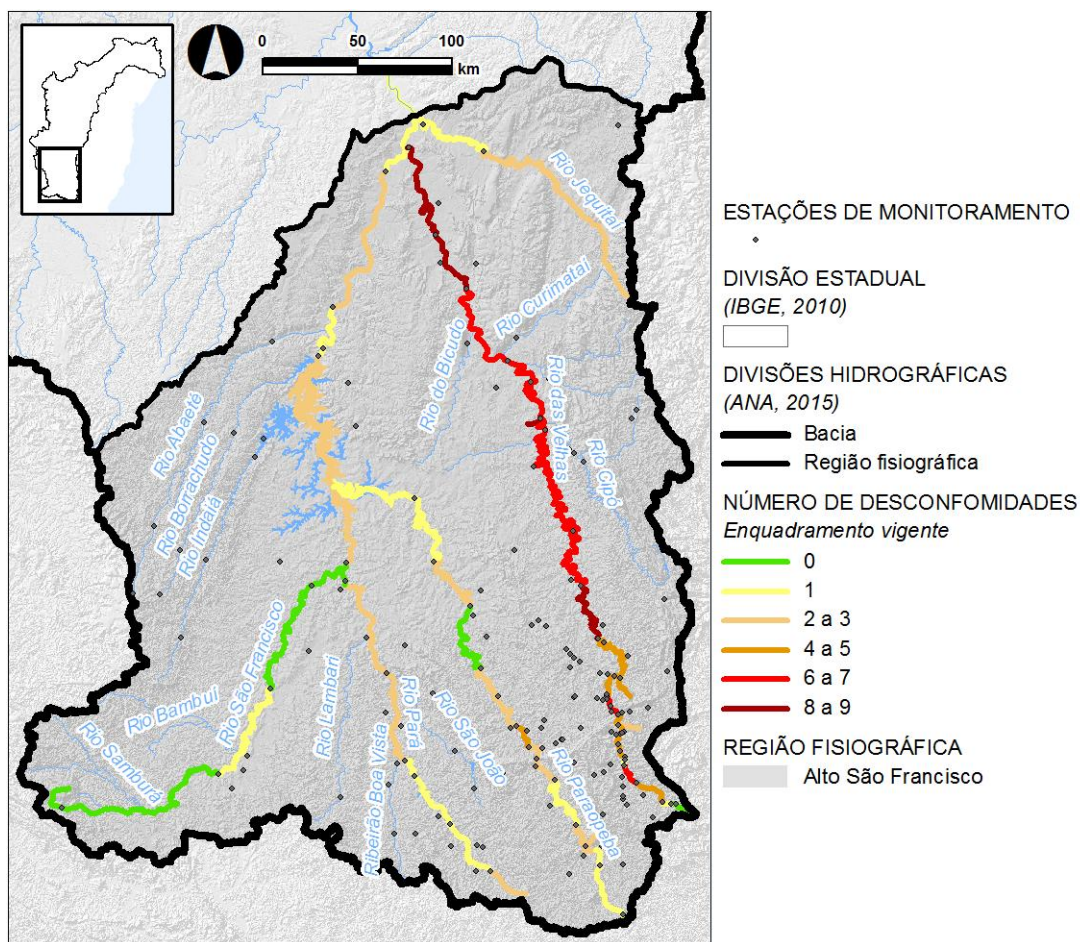 0 50 100
km
Rio Jequitaí
Rio Curimataí
Rio do Bicudo
Rio das Velhas
Rio Cipó
Rio Abaeté
Rio Borrachudo
Rio Indaiá
Rio São Francisco
Rio Bambuí
Rio Samburá
Rio Lambari
Ribeirão Boa Vista
Rio Pará
Rio São João
Rio Paraopeba
ESTAÇÕES DE MONITORAMENTO
DIVISÃO ESTADUAL
(IBGE, 2010)
DIVISÕES HIDROGRÁFICAS
(ANA, 2015)
Bacia
Região fisiográfica
NÚMERO DE DESCONFOMIDADES
Enquadramento vigente
0
1
2 a 3
4 a 5
6 a 7
8 a 9
REGIÃO FISIOGRÁFICA
Alto São Francisco